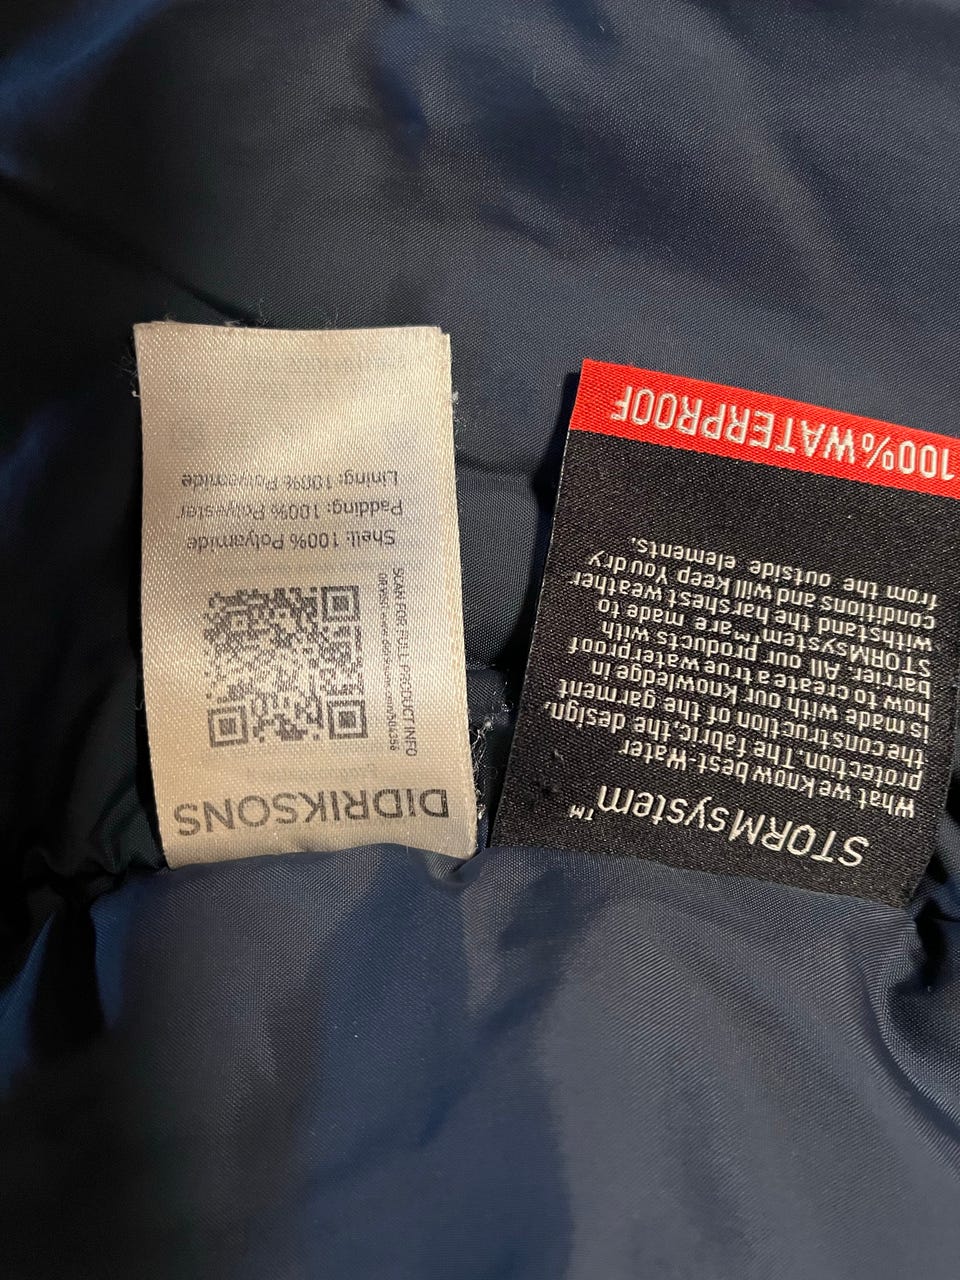 DIDRIKSONS
SCAN FOR FULL PRODUCT INFO
Shell: 100% Polyamide
Padding: 100% Polyester
Lining: 100% Polyamide
STORMsystem™
What we know best-Water
protection. The fabric, the design,
the construction of the garment
is made with our knowledge in
how to create a true waterproof
barrier. All our products with
STORMsystem™ are made to
withstand the harshest weather
conditions and will keep You dry
from the outside elements.
100% WATERPROOF